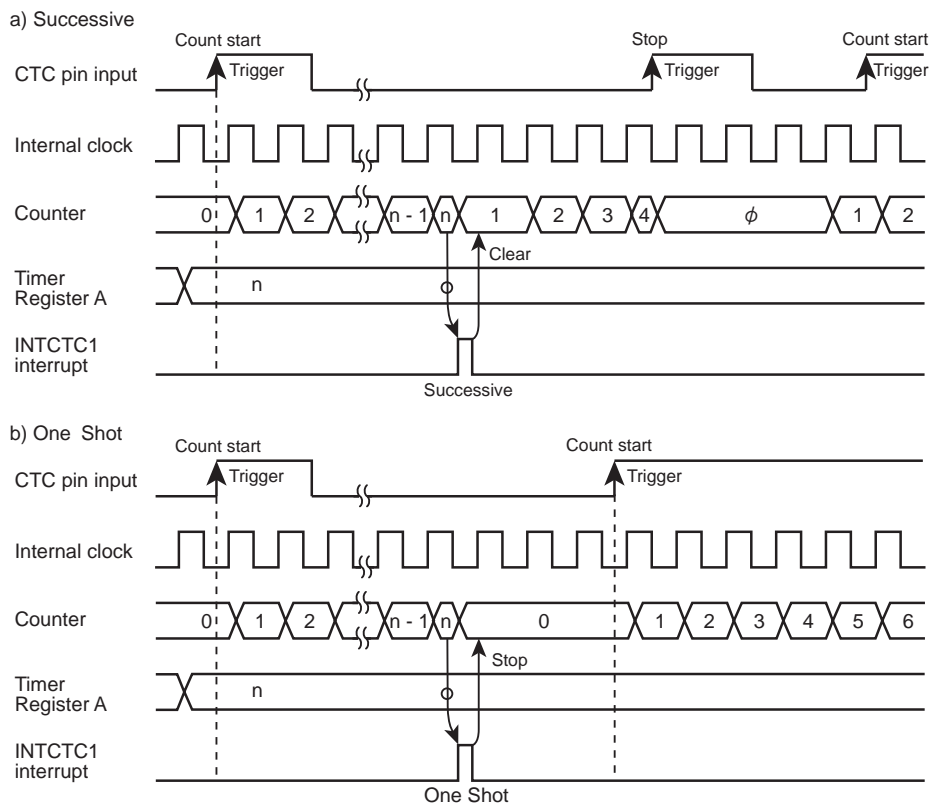 a) Successive
Count start Stop Count start
CTC pin input Trigger Trigger Trigger
Internal clock
Counter 0 1 2 n - 1 n 1 2 3 4 ϕ 1 2
Clear
Timer
Register A n
INTCTC1
interrupt
Successive
b) One Shot
Count start Count start
CTC pin input Trigger Trigger
Internal clock
Counter 0 1 2 n - 1 n 0 1 2 3 4 5 6
Stop
Timer
Register A n
INTCTC1
interrupt
One Shot